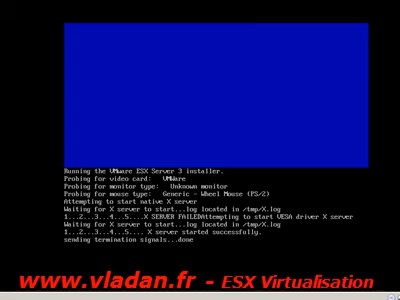 Running the VMware ESX Server 3 installer.
Probing for video card:   VMWare
Probing for monitor type:   Unknown monitor
Probing for mouse type:   Generic - Wheel Mouse (PS/2)
Attempting to start native X server
Waiting for X server to start...log located in /tmp/X.log
1...2...3...4...5....X SERVER FAILEDAttempting to start VESA driver X server
Waiting for X server to start...log located in /tmp/X.log
1...2...3...4...5.... X server started successfully.
sending termination signals...done
www.vladan.fr - ESX Virtualisation